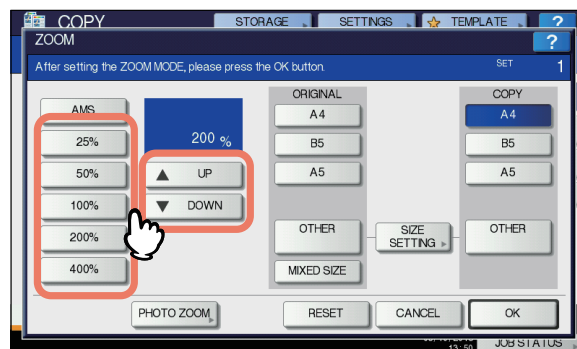 COPY STORAGE SETTINGS TEMPLATE ?
ZOOM ?
After setting the ZOOM MODE, please press the OK button. SET 1
ORIGINAL COPY
AMS A4 A4
25% 200 % B5 B5
50% UP A5 A5
100% DOWN
200% OTHER SIZE SETTING OTHER
400% MIXED SIZE
PHOTO ZOOM RESET CANCEL OK
13:50 JOB STATUS